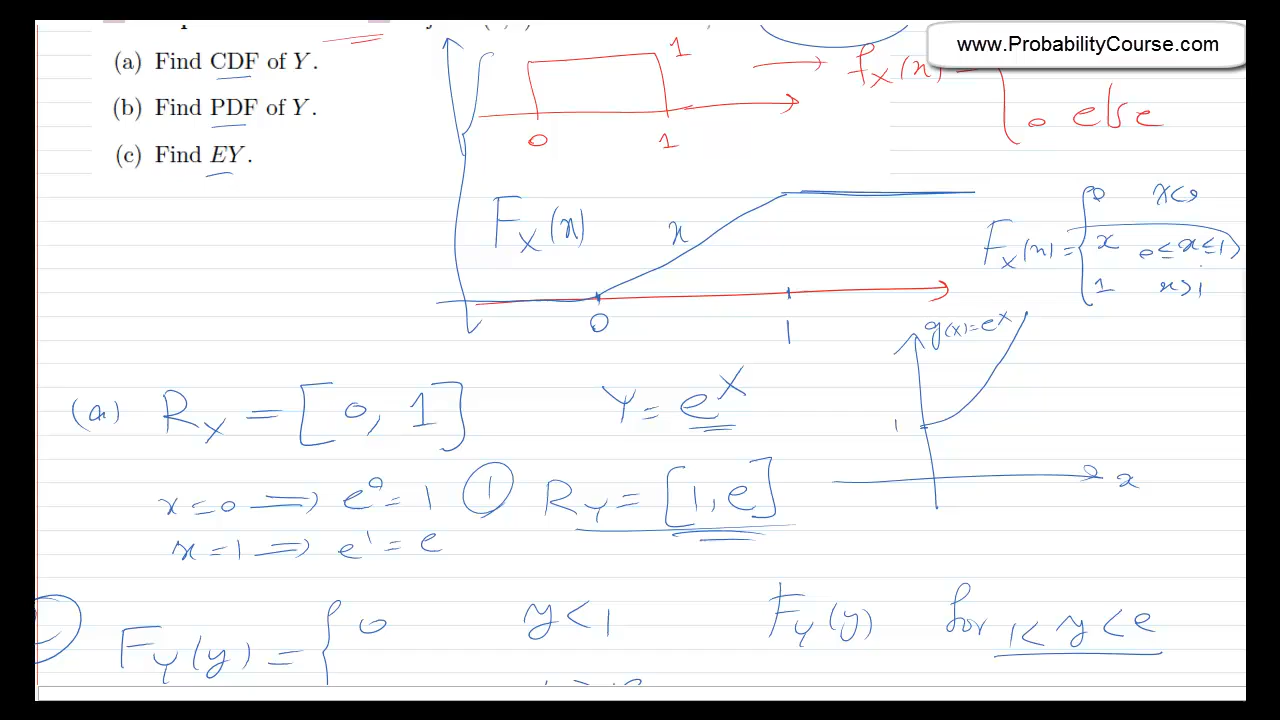 www.ProbabilityCourse.com
(a) Find CDF of Y.
(b) Find PDF of Y.
(c) Find EY.
1
0 1
f_X(x) =
0 else
F_X(x)
x
0 1
F_X(x) = { 0 x<0
x 0≤x≤1
1 x>1
g(x)=e^x
1
x
(a) R_X = [0, 1] Y = e^X
x=0 ⟹ e^0 = 1 ① R_Y = [1, e]
x=1 ⟹ e^1 = e
F_Y(y) = { 0 y<1 F_Y(y) for 1<y<e